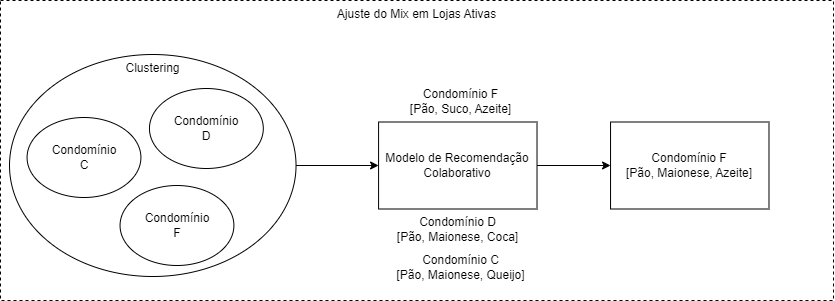 Ajuste do Mix em Lojas Ativas
Clustering
Condomínio
C
Condomínio
D
Condomínio
F
Condomínio F
[Pão, Suco, Azeite]
Modelo de Recomendação
Colaborativo
Condomínio D
[Pão, Maionese, Coca]
Condomínio C
[Pão, Maionese, Queijo]
Condomínio F
[Pão, Maionese, Azeite]